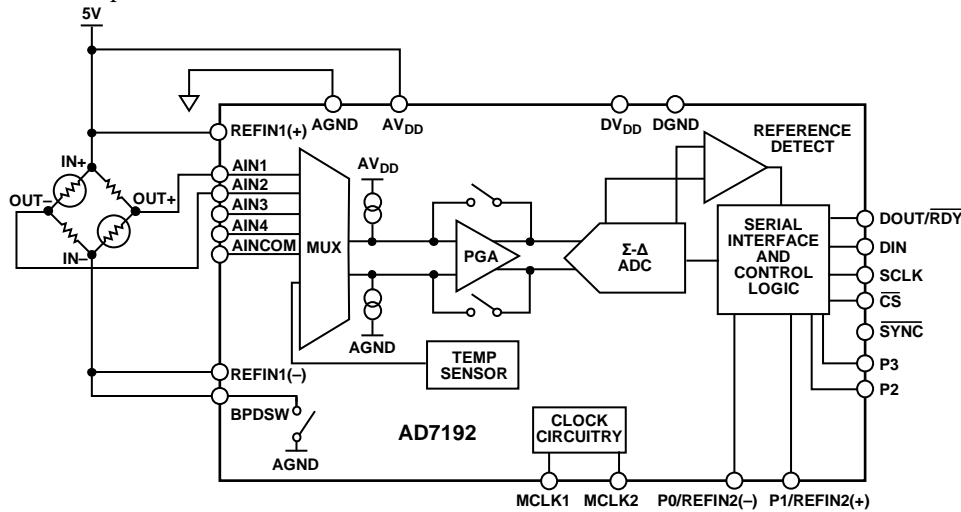 5V
AGND
AVDD
DVDD
DGND
REFIN1(+)
REFERENCE
DETECT
IN+
AIN1
AVDD
OUT–
OUT+
AIN2
AIN3
AIN4
AINCOM
MUX
PGA
Σ-Δ
ADC
SERIAL
INTERFACE
AND
CONTROL
LOGIC
DOUT/RDY
DIN
SCLK
CS
SYNC
P3
P2
IN–
AGND
TEMP
SENSOR
REFIN1(–)
BPDSW
AGND
AD7192
CLOCK
CIRCUITRY
MCLK1
MCLK2
P0/REFIN2(–)
P1/REFIN2(+)